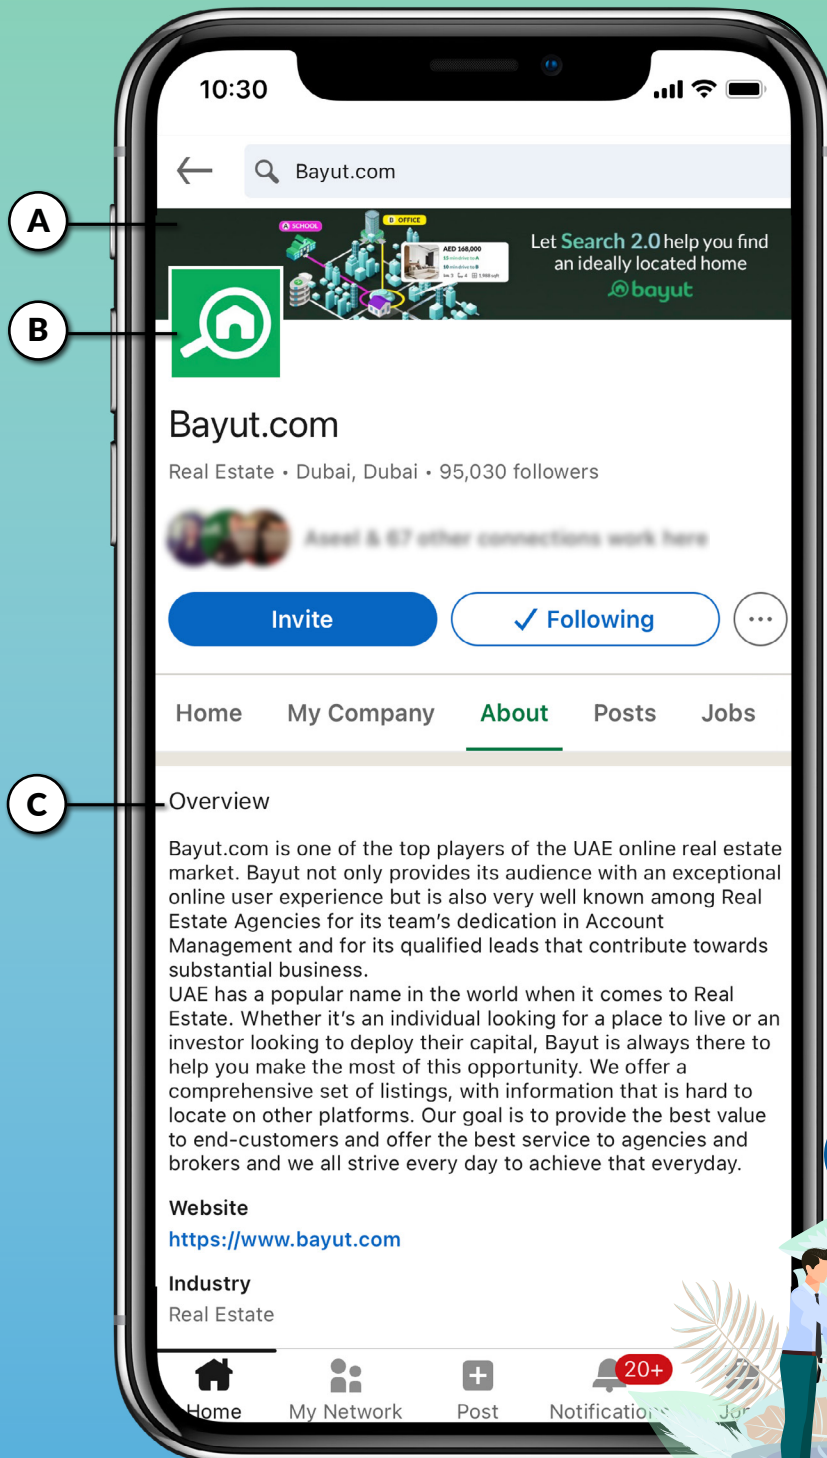 10:30
Bayut.com
A
A SCHOOL
B OFFICE
AED 168,000
10 min drive to B
Let Search 2.0 help you find
an ideally located home
bayut
B
Bayut.com
Real Estate • Dubai, Dubai • 95,030 followers
Aseel & 67 other connections work here
Invite
Following
Home My Company About Posts Jobs
C
Overview
Bayut.com is one of the top players of the UAE online real estate
market. Bayut not only provides its audience with an exceptional
online user experience but is also very well known among Real
Estate Agencies for its team's dedication in Account
Management and for its qualified leads that contribute towards
substantial business.
UAE has a popular name in the world when it comes to Real
Estate. Whether it's an individual looking for a place to live or an
investor looking to deploy their capital, Bayut is always there to
help you make the most of this opportunity. We offer a
comprehensive set of listings, with information that is hard to
locate on other platforms. Our goal is to provide the best value
to end-customers and offer the best service to agencies and
brokers and we all strive every day to achieve that everyday.
Website
https://www.bayut.com
Industry
Real Estate
20+
Home My Network Post